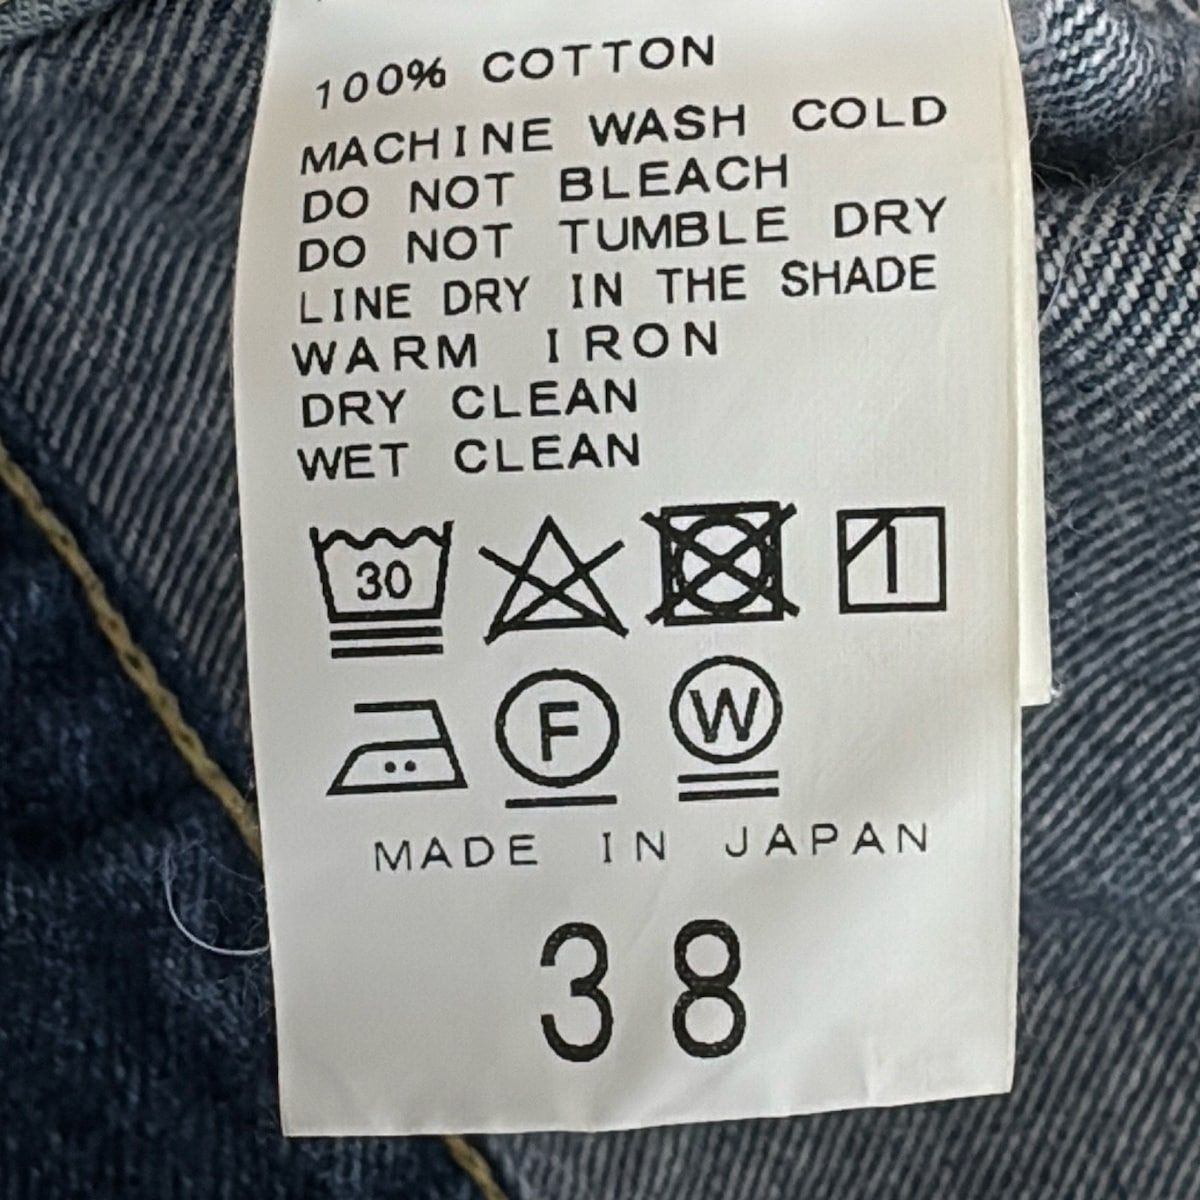 100% COTTON
MACHINE WASH COLD
DO NOT BLEACH
DO NOT TUMBLE DRY
LINE DRY IN THE SHADE
WARM IRON
DRY CLEAN
WET CLEAN
30
F W
MADE IN JAPAN
38